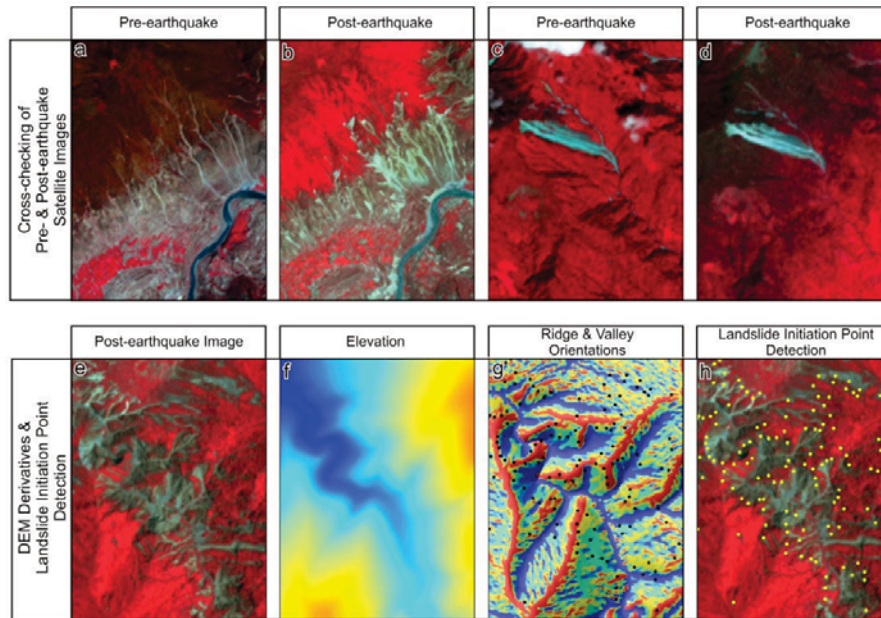 Pre-earthquake
Post-earthquake
Pre-earthquake
Post-earthquake
Cross-checking of
Pre- & Post-earthquake
Satellite Images
a
b
c
d
Post-earthquake Image
Elevation
Ridge & Valley
Orientations
Landslide Initiation Point
Detection
DEM Derivatives &
Landslide Initiation Point
Detection
e
f
g
h